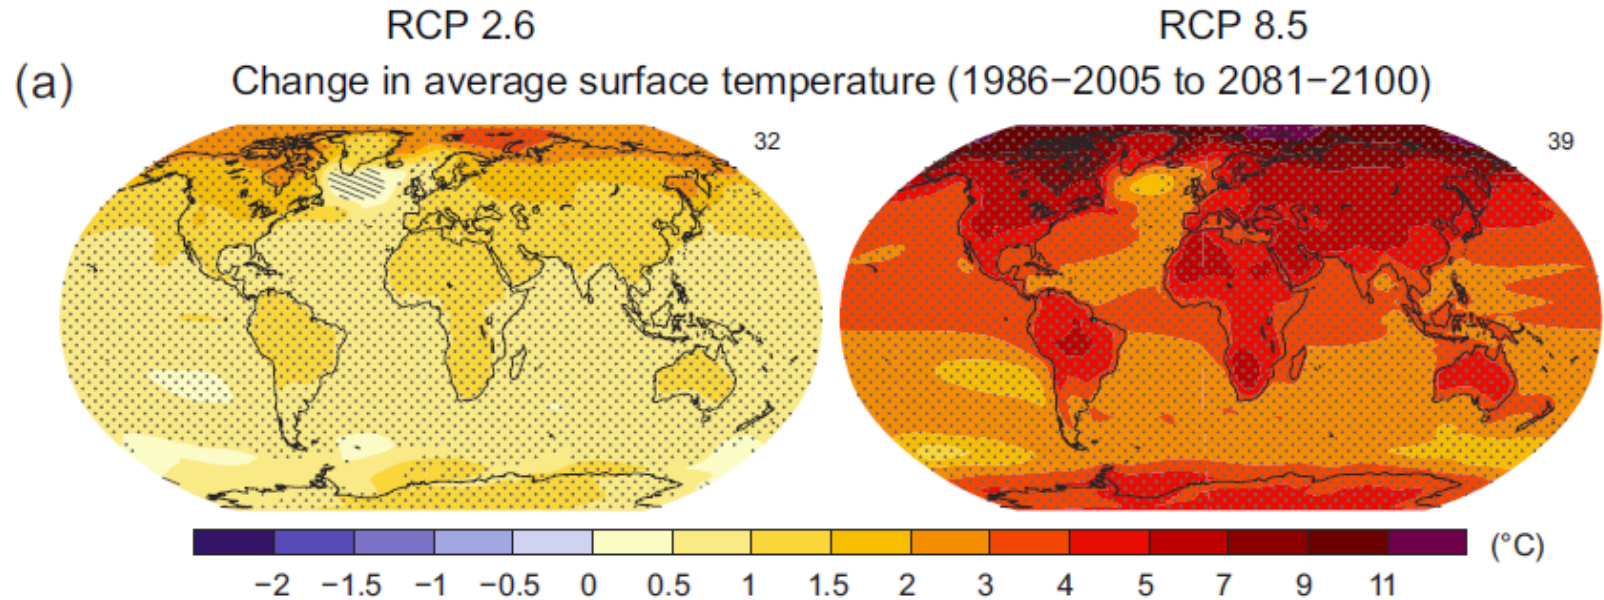 RCP 2.6 RCP 8.5
(a) Change in average surface temperature (1986−2005 to 2081−2100)
32 39
(°C)
−2 −1.5 −1 −0.5 0 0.5 1 1.5 2 3 4 5 7 9 11